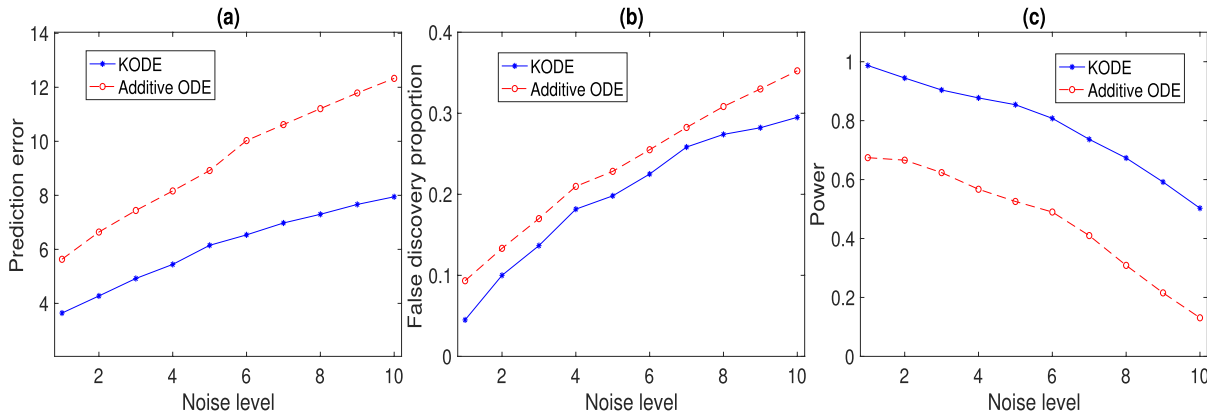 (a)
14
12
10
8
6
4
2
4
6
8
10
Prediction error
Noise level
KODE
Additive ODE
(b)
0.4
0.3
0.2
0.1
0
2
4
6
8
10
False discovery proportion
Noise level
KODE
Additive ODE
(c)
1
0.8
0.6
0.4
0.2
0
2
4
6
8
10
Power
Noise level
KODE
Additive ODE